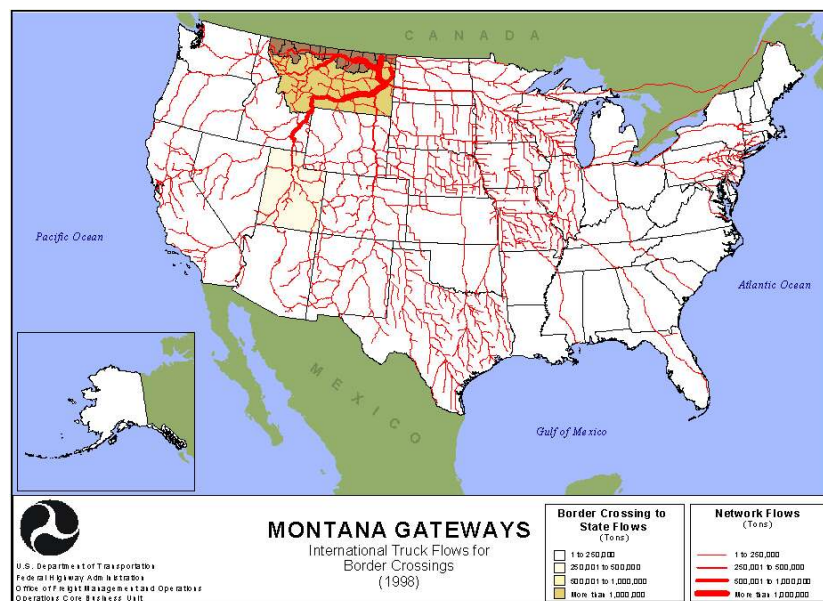 CANADA
Pacific Ocean
Atlantic Ocean
MEXICO
Gulf of Mexico
MONTANA GATEWAYS
International Truck Flows for
Border Crossings
(1998)
U.S. Department of Transportation
Federal Highway Administration
Office of Freight Management and Operations
Operations Core Business Unit
Border Crossing to
State Flows
(Tons)
1 to 250,000
250,001 to 500,000
500,001 to 1,000,000
More than 1,000,000
Network Flows
(Tons)
1 to 250,000
250,001 to 500,000
500,001 to 1,000,000
More than 1,000,000